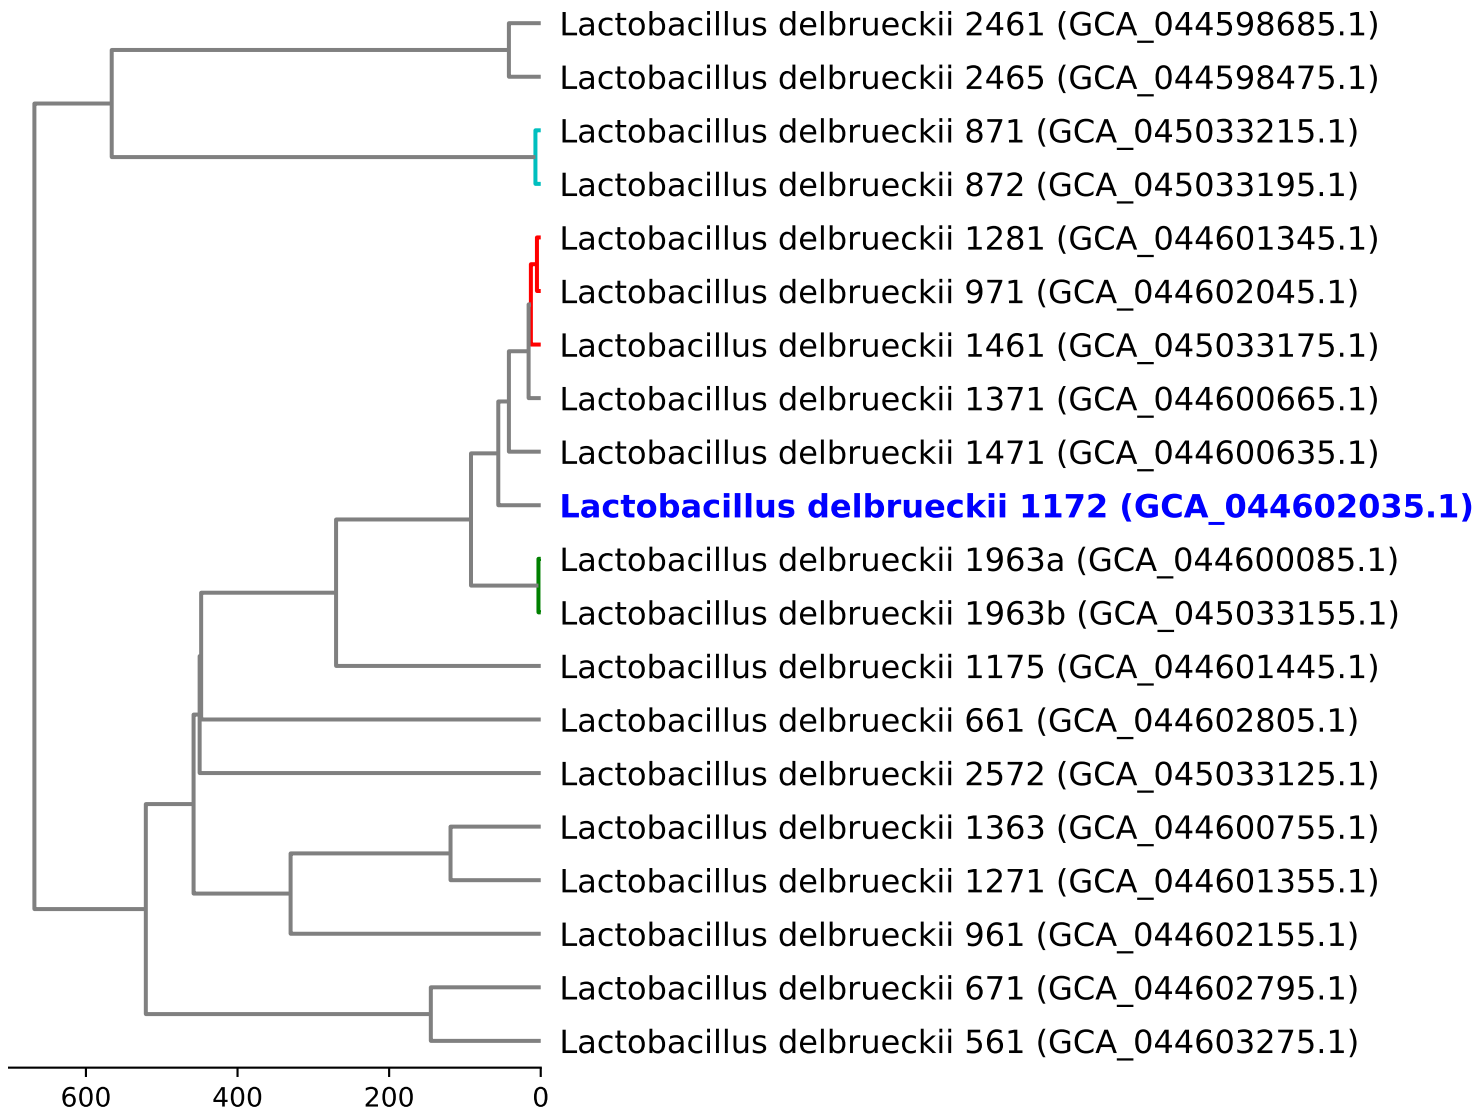 Lactobacillus delbrueckii 2461 (GCA_044598685.1)
Lactobacillus delbrueckii 2465 (GCA_044598475.1)
Lactobacillus delbrueckii 871 (GCA_045033215.1)
Lactobacillus delbrueckii 872 (GCA_045033195.1)
Lactobacillus delbrueckii 1281 (GCA_044601345.1)
Lactobacillus delbrueckii 971 (GCA_044602045.1)
Lactobacillus delbrueckii 1461 (GCA_045033175.1)
Lactobacillus delbrueckii 1371 (GCA_044600665.1)
Lactobacillus delbrueckii 1471 (GCA_044600635.1)
Lactobacillus delbrueckii 1172 (GCA_044602035.1)
Lactobacillus delbrueckii 1963a (GCA_044600085.1)
Lactobacillus delbrueckii 1963b (GCA_045033155.1)
Lactobacillus delbrueckii 1175 (GCA_044601445.1)
Lactobacillus delbrueckii 661 (GCA_044602805.1)
Lactobacillus delbrueckii 2572 (GCA_045033125.1)
Lactobacillus delbrueckii 1363 (GCA_044600755.1)
Lactobacillus delbrueckii 1271 (GCA_044601355.1)
Lactobacillus delbrueckii 961 (GCA_044602155.1)
Lactobacillus delbrueckii 671 (GCA_044602795.1)
Lactobacillus delbrueckii 561 (GCA_044603275.1)
600 400 200 0